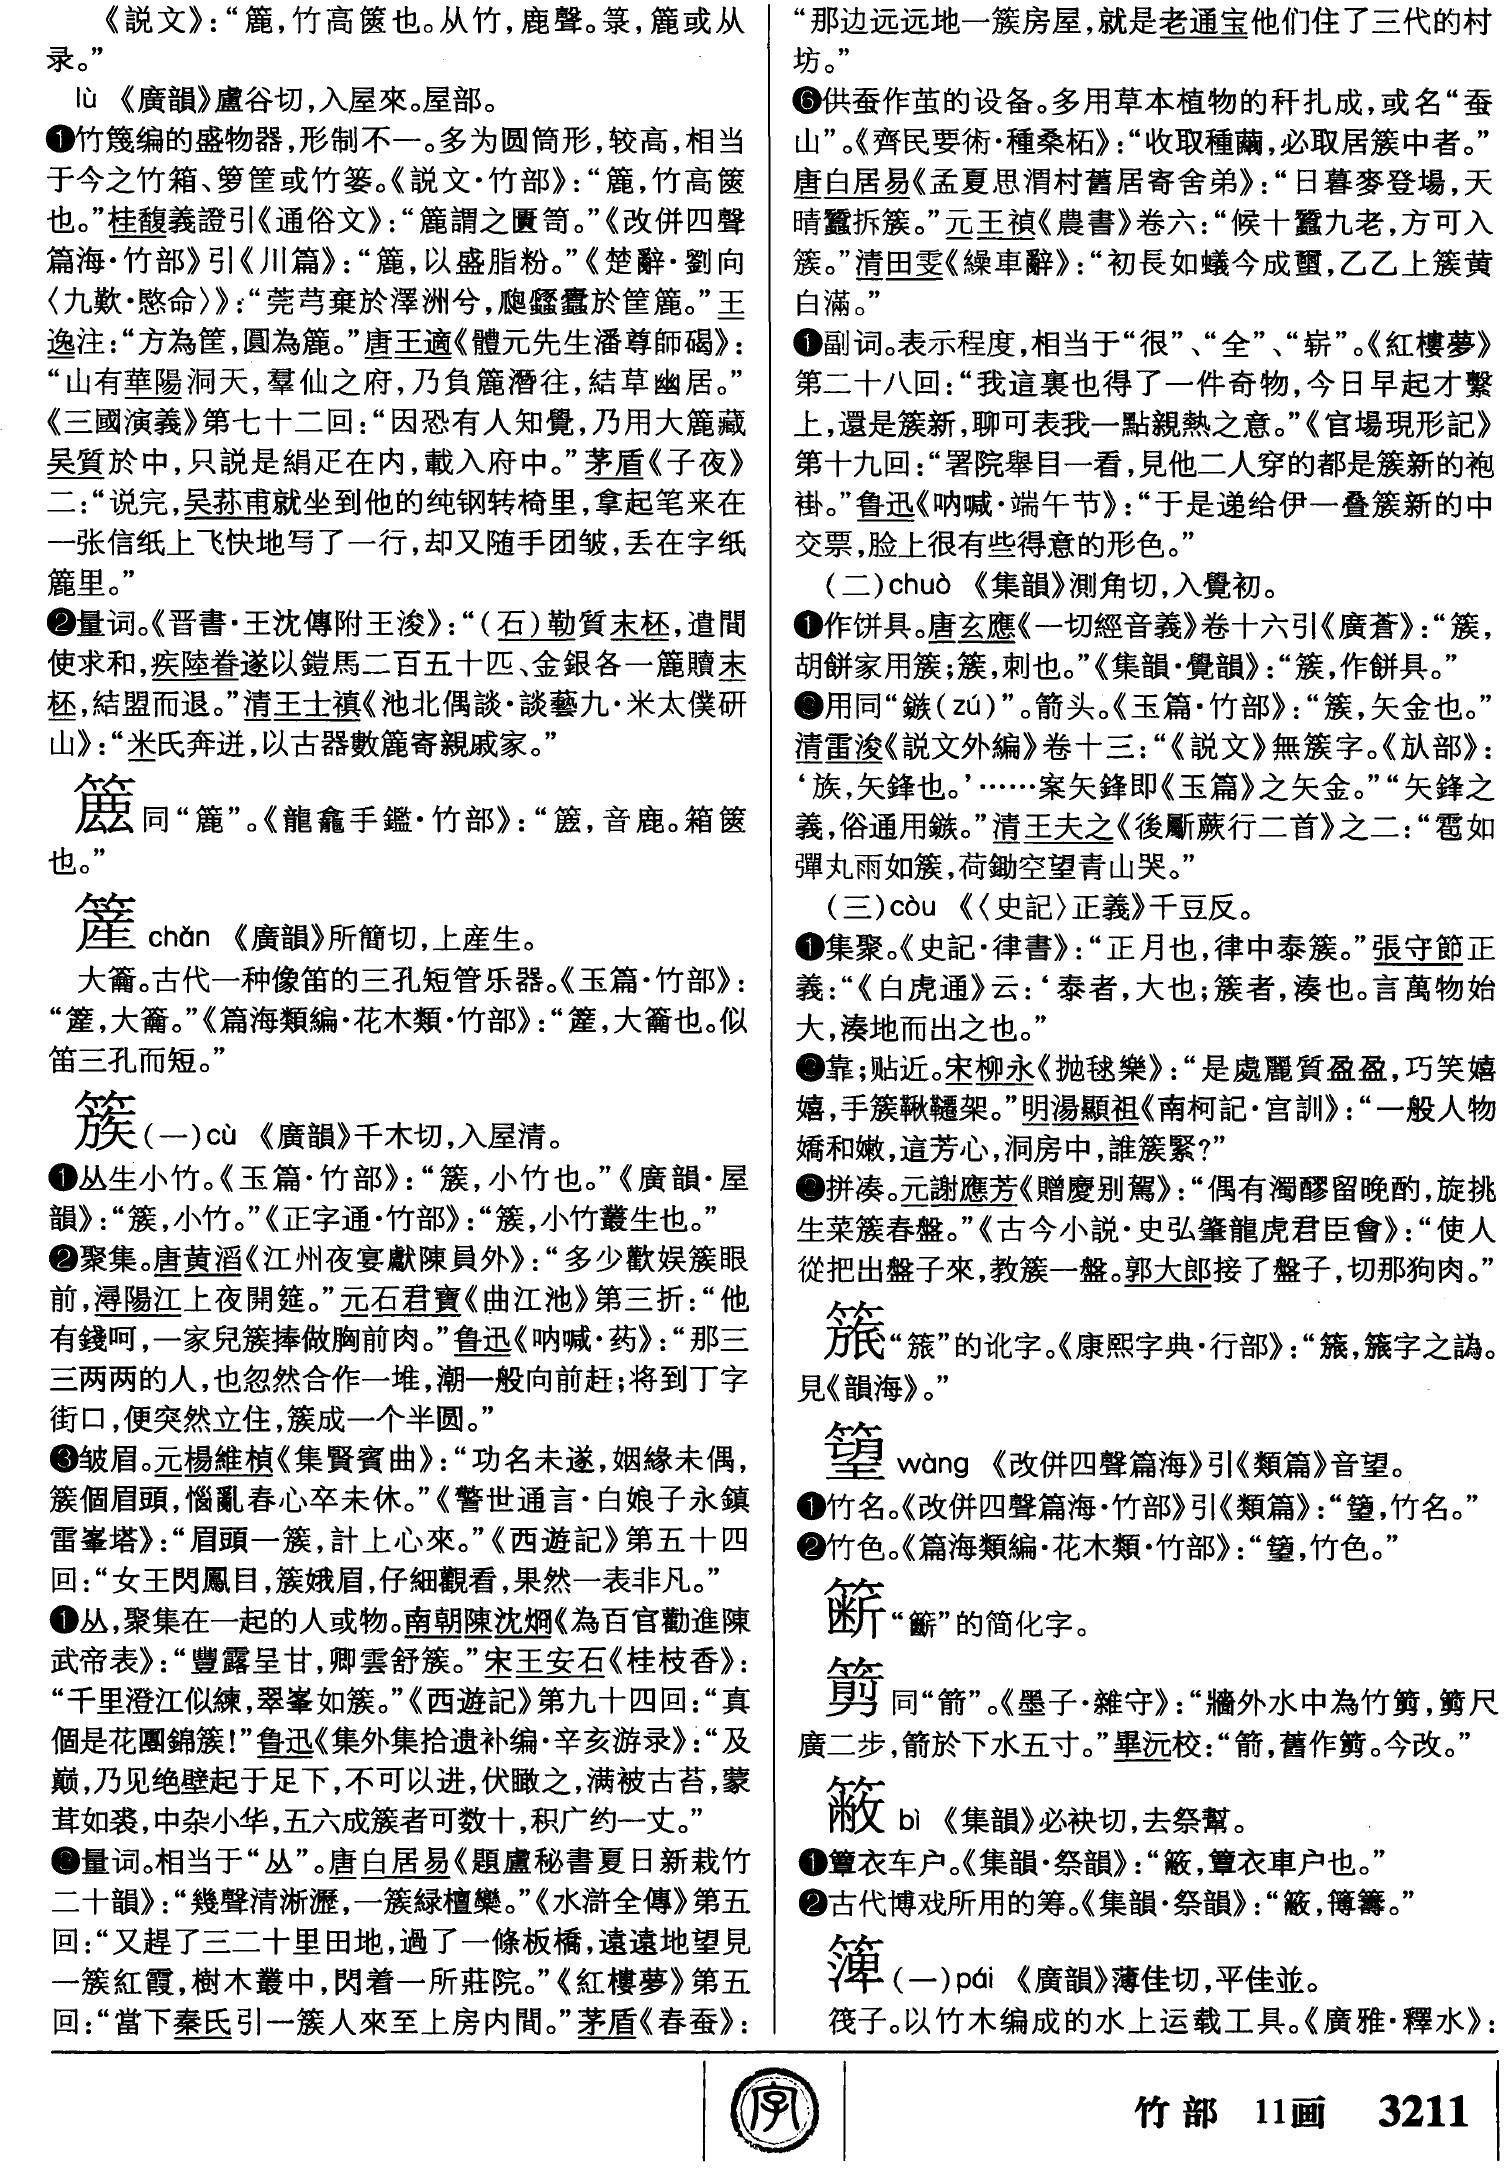 《説文》：“簏，竹高篋也。从竹，鹿聲。箓，簏或从
录。”
lù 《廣韻》盧谷切，入屋來。屋部。
❶竹篾编的盛物器，形制不一。多为圆筒形，较高，相当
于今之竹箱、箩筐或竹篓。《説文·竹部》：“簏，竹高篋
也。”桂馥義證引《通俗文》：“簏謂之匱笥。”《改併四聲
篇海·竹部》引《川篇》：“簏，以盛脂粉。”《楚辭·劉向
〈九歎·愍命〉》：“莞芎棄於澤洲兮，瓟蠡蠹於筐簏。”王
逸注：“方為筐，圓為簏。”唐王適《體元先生潘尊師碣》：
“山有華陽洞天，羣仙之府，乃負簏潛往，結草幽居。”
《三國演義》第七十二回：“因恐有人知覺，乃用大簏藏
吴質於中，只説是絹疋在内，載入府中。”茅盾《子夜》
二：“说完，吴荪甫就坐到他的纯钢转椅里，拿起笔来在
一张信纸上飞快地写了一行，却又随手团皱，丢在字纸
簏里。”
❷量词。《晋書·王沈傳附王浚》：“（石）勒質末柸，遣間
使求和，疾陸眷遂以鎧馬二百五十匹、金銀各一簏贖末
柸，結盟而退。”清王士禛《池北偶談·談藝九·米太僕研
山》：“米氏奔迸，以古器數簏寄親戚家。”
同“簏”。《龍龕手鑑·竹部》：“，音鹿。箱篋
也。”
簅 chǎn 《廣韻》所簡切，上産生。
大籥。古代一种像笛的三孔短管乐器。《玉篇·竹部》：
“簅，大籥。”《篇海類編·花木類·竹部》：“簅，大籥也。似
笛三孔而短。”
簇 （一）cù 《廣韻》千木切，入屋清。
❶丛生小竹。《玉篇·竹部》：“簇，小竹也。”《廣韻·屋
韻》：“簇，小竹。”《正字通·竹部》：“簇，小竹叢生也。”
❷聚集。唐黄滔《江州夜宴獻陳員外》：“多少歡娱簇眼
前，潯陽江上夜開筵。”元石君寶《曲江池》第三折：“他
有錢呵，一家兒簇捧做胸前肉。”鲁迅《呐喊·药》：“那三
三两两的人，也忽然合作一堆，潮一般向前赶；将到丁字
街口，便突然立住，簇成一个半圆。”
❸皱眉。元楊維楨《集賢賓曲》：“功名未遂，姻緣未偶，
簇個眉頭，惱亂春心卒未休。”《警世通言·白娘子永鎮
雷峯塔》：“眉頭一簇，計上心來。”《西遊記》第五十四
回：“女王閃鳳目，簇娥眉，仔細觀看，果然一表非凡。”
❶丛，聚集在一起的人或物。南朝陳沈炯《為百官勸進陳
武帝表》：“豐露呈甘，卿雲舒簇。”宋王安石《桂枝香》：
“千里澄江似練，翠峯如簇。”《西遊記》第九十四回：“真
個是花團錦簇！”鲁迅《集外集拾遗补编·辛亥游录》：“及
巅，乃见绝壁起于足下，不可以进，伏瞰之，满被古苔，蒙
茸如裘，中杂小华，五六成簇者可数十，积广约一丈。”
❷量词。相当于“丛”。唐白居易《題盧秘書夏日新栽竹
二十韻》：“幾聲清淅瀝，一簇緑檀欒。”《水滸全傳》第五
回：“又趕了三二十里田地，過了一條板橋，遠遠地望見
一簇紅霞，樹木叢中，閃着一所莊院。”《紅樓夢》第五
回：“當下秦氏引一簇人來至上房内間。”茅盾《春蚕》：
“那边远远地一簇房屋，就是老通宝他们住了三代的村
坊。”
❻供蚕作茧的设备。多用草本植物的秆扎成，或名“蚕
山”。《齊民要術·種桑柘》：“收取種繭，必取居簇中者。”
唐白居易《孟夏思渭村舊居寄舍弟》：“日暮麥登場，天
晴蠶拆簇。”元王禎《農書》卷六：“候十蠶九老，方可入
簇。”清田雯《繰車辭》：“初長如蟻今成蠒，乙乙上簇黄
白滿。”
❶副词。表示程度，相当于“很”、“全”、“崭”。《紅樓夢》
第二十八回：“我這裏也得了一件奇物，今日早起才繫
上，還是簇新，聊可表我一點親熱之意。”《官場現形記》
第十九回：“署院舉目一看，見他二人穿的都是簇新的袍
褂。”鲁迅《呐喊·端午节》：“于是递给伊一叠簇新的中
交票，脸上很有些得意的形色。”
（二）chuò 《集韻》測角切，入覺初。
❶作饼具。唐玄應《一切經音義》卷十六引《廣蒼》：“簇，
胡餅家用簇；簇，刺也。”《集韻·覺韻》：“簇，作餅具。”
❷用同“鏃（zú）”。箭头。《玉篇·竹部》：“簇，矢金也。”
清雷浚《説文外編》卷十三：“《説文》無簇字。《㫃部》：
‘族，矢鋒也。’……案矢鋒即《玉篇》之矢金。”“矢鋒之
義，俗通用鏃。”清王夫之《後劚蕨行二首》之二：“雹如
彈丸雨如簇，荷鋤空望青山哭。”
（三）còu 《〈史記〉正義》千豆反。
❶集聚。《史記·律書》：“正月也，律中泰簇。”張守節正
義：“《白虎通》云：‘泰者，大也；簇者，湊也。言萬物始
大，湊地而出之也。”
❷靠；贴近。宋柳永《抛毬樂》：“是處麗質盈盈，巧笑嬉
嬉，手簇鞦韆架。”明湯顯祖《南柯記·宫訓》：“一般人物
嬌和嫩，這芳心，洞房中，誰簇緊？”
❸拼凑。元謝應芳《贈慶别駕》：“偶有濁醪留晚酌，旋挑
生菜簇春盤。”《古今小説·史弘肇龍虎君臣會》：“使人
從把出盤子來，教簇一盤。郭大郎接了盤子，切那狗肉。”
“簱”的讹字。《康熙字典·行部》：“，字之譌。
見《韻海》。”
wàng 《改併四聲篇海》引《類篇》音望。
❶竹名。《改併四聲篇海·竹部》引《類篇》：“，竹名。”
❷竹色。《篇海類編·花木類·竹部》：“，竹色。”
“籪”的简化字。
同“箭”。《墨子·雜守》：“牆外水中為竹，尺
廣二步，箭於下水五寸。”畢沅校：“箭，舊作。今改。”
bì 《集韻》必袂切，去祭幫。
❶簟衣车户。《集韻·祭韻》：“，簟衣車户也。”
❷古代博戏所用的筹。《集韻·祭韻》：“，簙籌。”
簰 （一）pái 《廣韻》薄佳切，平佳並。
筏子。以竹木编成的水上运载工具。《廣雅·釋水》：
字
竹部 11画 3211